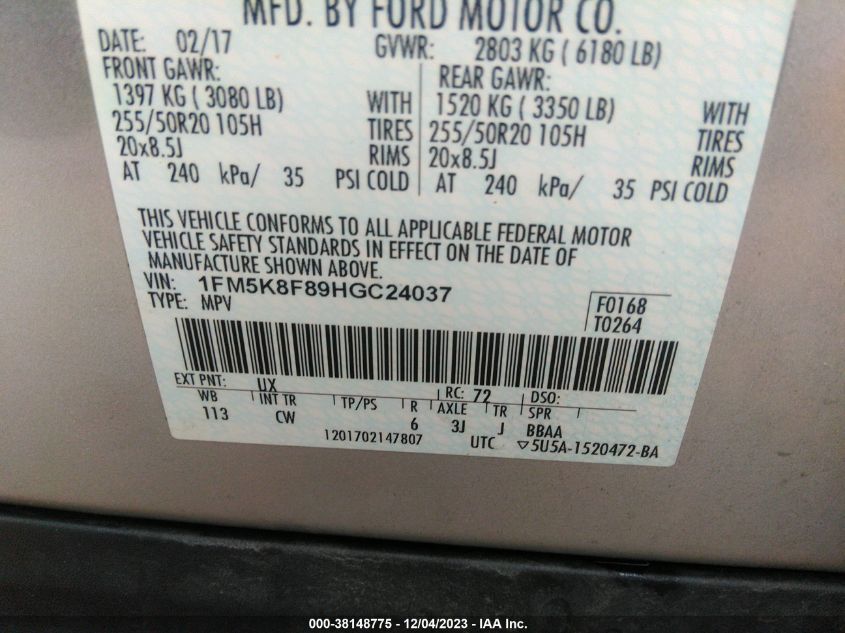 MFD. BY FORD MOTOR CO.
DATE: 02/17 GVWR: 2803 KG ( 6180 LB)
FRONT GAWR: REAR GAWR:
1397 KG ( 3080 LB) WITH 1520 KG ( 3350 LB) WITH
255/50R20 105H TIRES 255/50R20 105H TIRES
20x8.5J RIMS 20x8.5J RIMS
AT 240 kPa/ 35 PSI COLD AT 240 kPa/ 35 PSI COLD
THIS VEHICLE CONFORMS TO ALL APPLICABLE FEDERAL MOTOR
VEHICLE SAFETY STANDARDS IN EFFECT ON THE DATE OF
MANUFACTURE SHOWN ABOVE.
VIN: 1FM5K8F89HGC24037
TYPE: MPV
F0168
T0264
EXT PNT: UX RC: 72 DSO:
WB INT TR TP/PS R AXLE TR SPR
113 CW 6 3J J BBAA
1201702147807 UTC ▽5U5A-1520472-BA
000-38148775 - 12/04/2023 - IAA Inc.